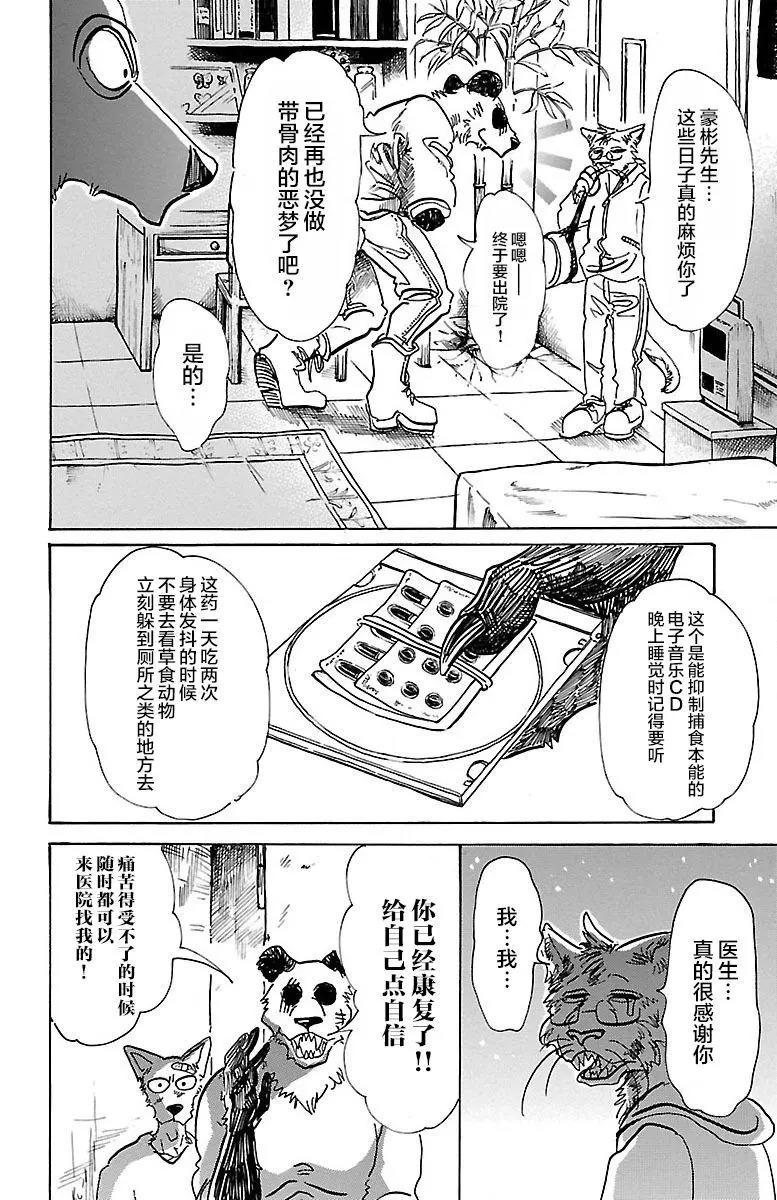 豪彬先生…
这些日子真的麻烦你了
嗯嗯——
终于要出院了！
已经再也没做
带骨肉的恶梦了吧？
是的…
这个是能抑制捕食本能的
电子音乐CD
晚上睡觉时记得要听
这药一天吃两次
身体发抖的时候
不要去看草食动物
立刻躲到厕所之类的地方去
医生…
真的很感谢你
我…我…
你已经康复了!!
给自己点自信
痛苦得受不了的时候
随时都可以
来医院找我的！